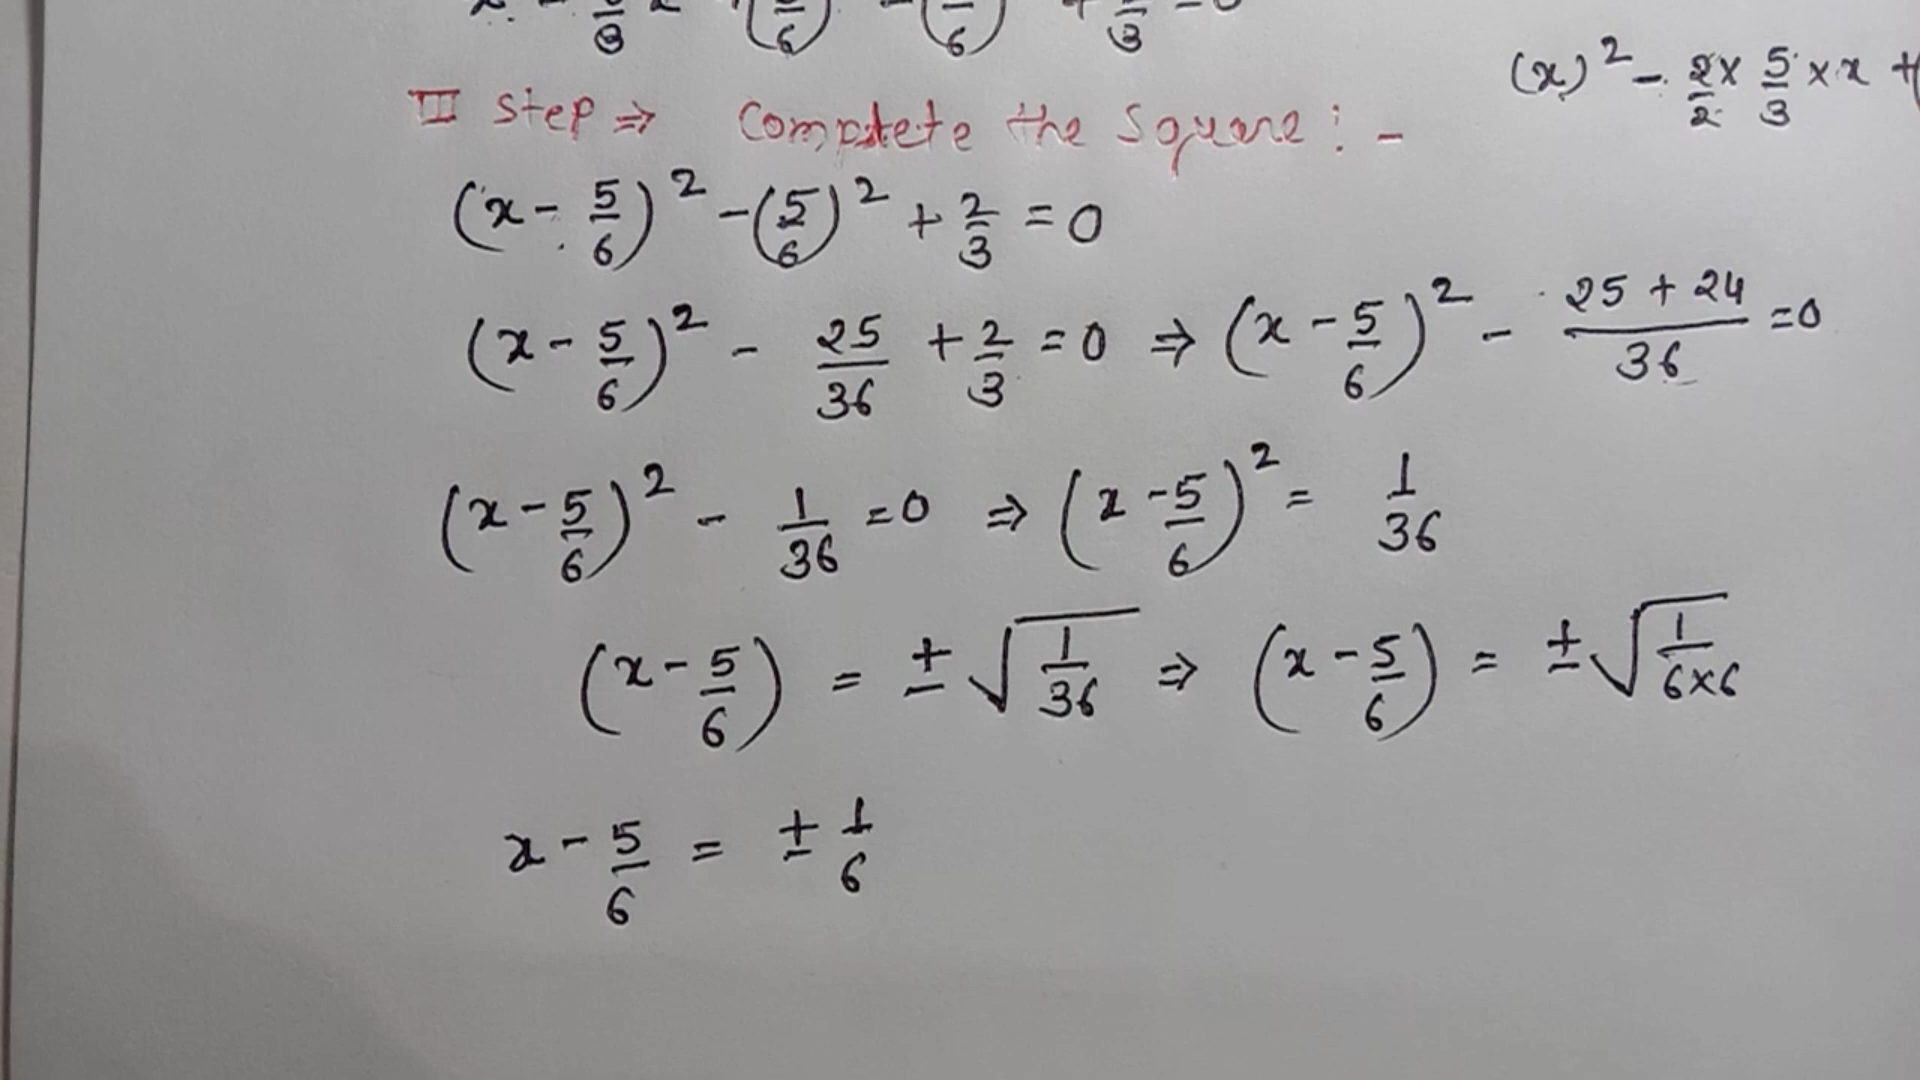 (x)² - 2/2 × 5/3 × x +
III step ⇒ Complete the Square : -
(x - 5/6)² - (5/6)² + 2/3 = 0
(x - 5/6)² - 25/36 + 2/3 = 0 ⇒ (x - 5/6)² - 25 + 24/36 = 0
(x - 5/6)² - 1/36 = 0 ⇒ (x - 5/6)² = 1/36
(x - 5/6) = ± √(1/36) ⇒ (x - 5/6) = ± √(1/6×6)
x - 5/6 = ± 1/6